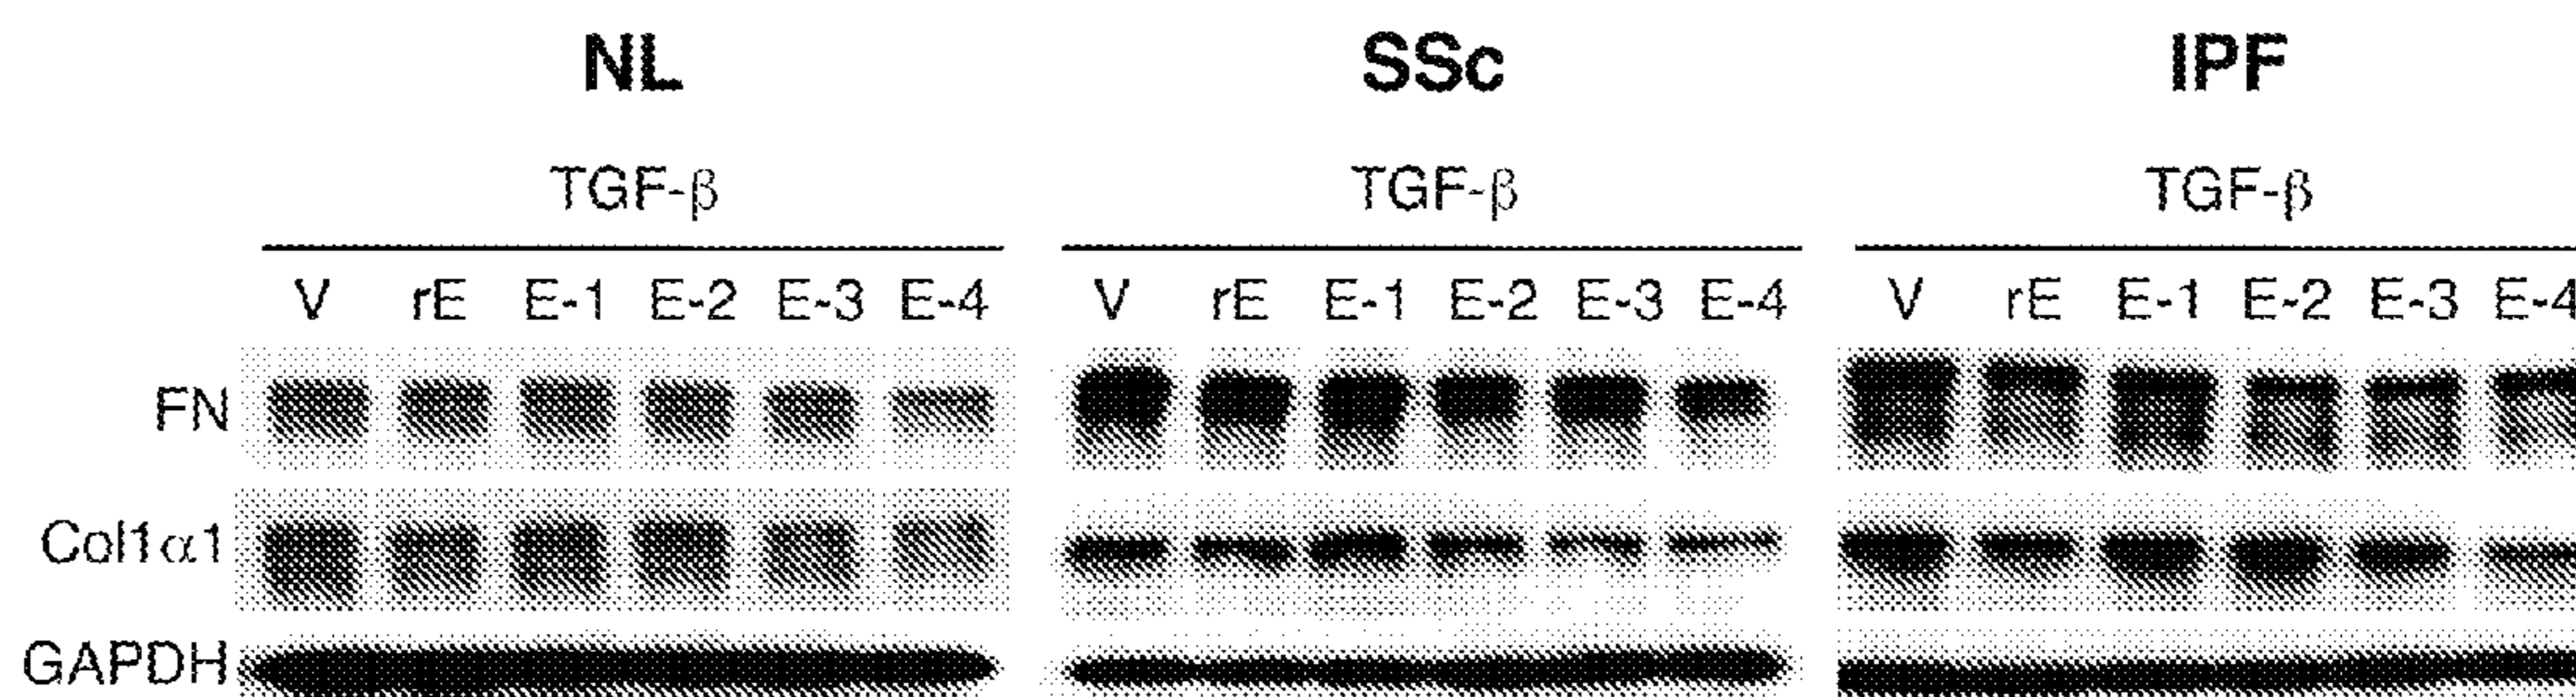 NL SSc IPF
TGF-β TGF-β TGF-β
V rE E-1 E-2 E-3 E-4 V rE E-1 E-2 E-3 E-4 V rE E-1 E-2 E-3 E-4
FN
Col1α1
GAPDH